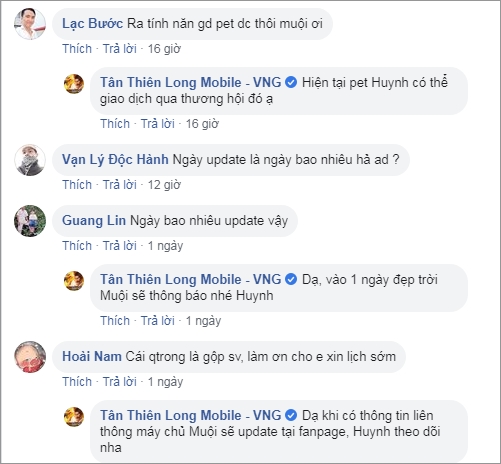 Lạc Bước Ra tính năng gd pet dc thôi muội ơi
Thích · Trả lời · 16 giờ
Tân Thiên Long Mobile - VNG Hiện tại pet Huynh có thể
giao dịch qua thương hội đó ạ
Thích · Trả lời · 16 giờ
Vạn Lý Độc Hành Ngày update là ngày bao nhiêu hả ad ?
Thích · Trả lời · 12 giờ
Guang Lin Ngày bao nhiêu update vậy
Thích · Trả lời · 1 ngày
Tân Thiên Long Mobile - VNG Dạ, vào 1 ngày đẹp trời
Muội sẽ thông báo nhé Huynh
Thích · Trả lời · 1 ngày
Hoài Nam Cái qtrong là gộp sv, làm ơn cho e xin lịch sớm
Thích · Trả lời · 1 ngày
Tân Thiên Long Mobile - VNG Dạ khi có thông tin liên
thông máy chủ Muội sẽ update tại fanpage, Huynh theo dõi
nha